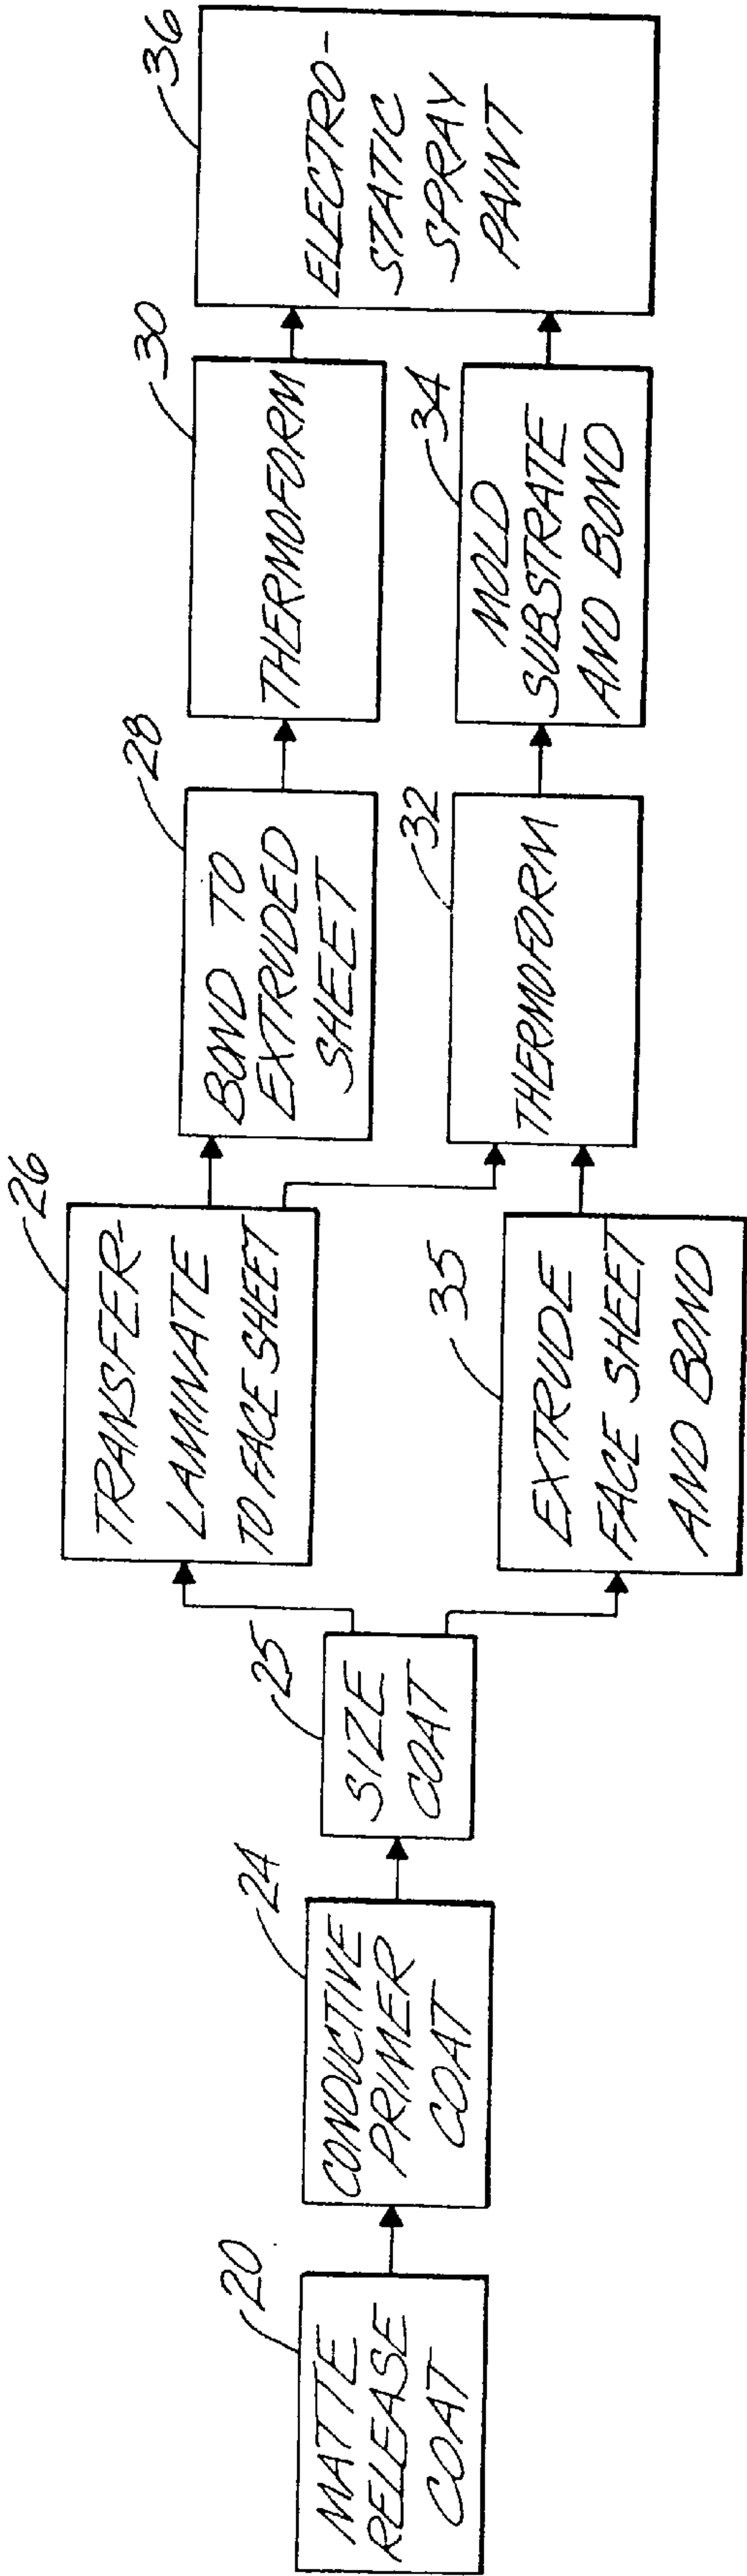 20
MATTE
RELEASE
COAT
24
CONDUCTIVE
PRIMER
COAT
25
SIZE
COAT
26
TRANSFER-
LAMINATE
TO FACE SHEET
28
BOND TO
EXTRUDED
SHEET
30
THERMOFORM
35
EXTRUDE
FACE SHEET
AND BOND
32
THERMOFORM
34
MOLD
SUBSTRATE
AND BOND
36
ELECTRO-
STATIC
SPRAY
PAINT